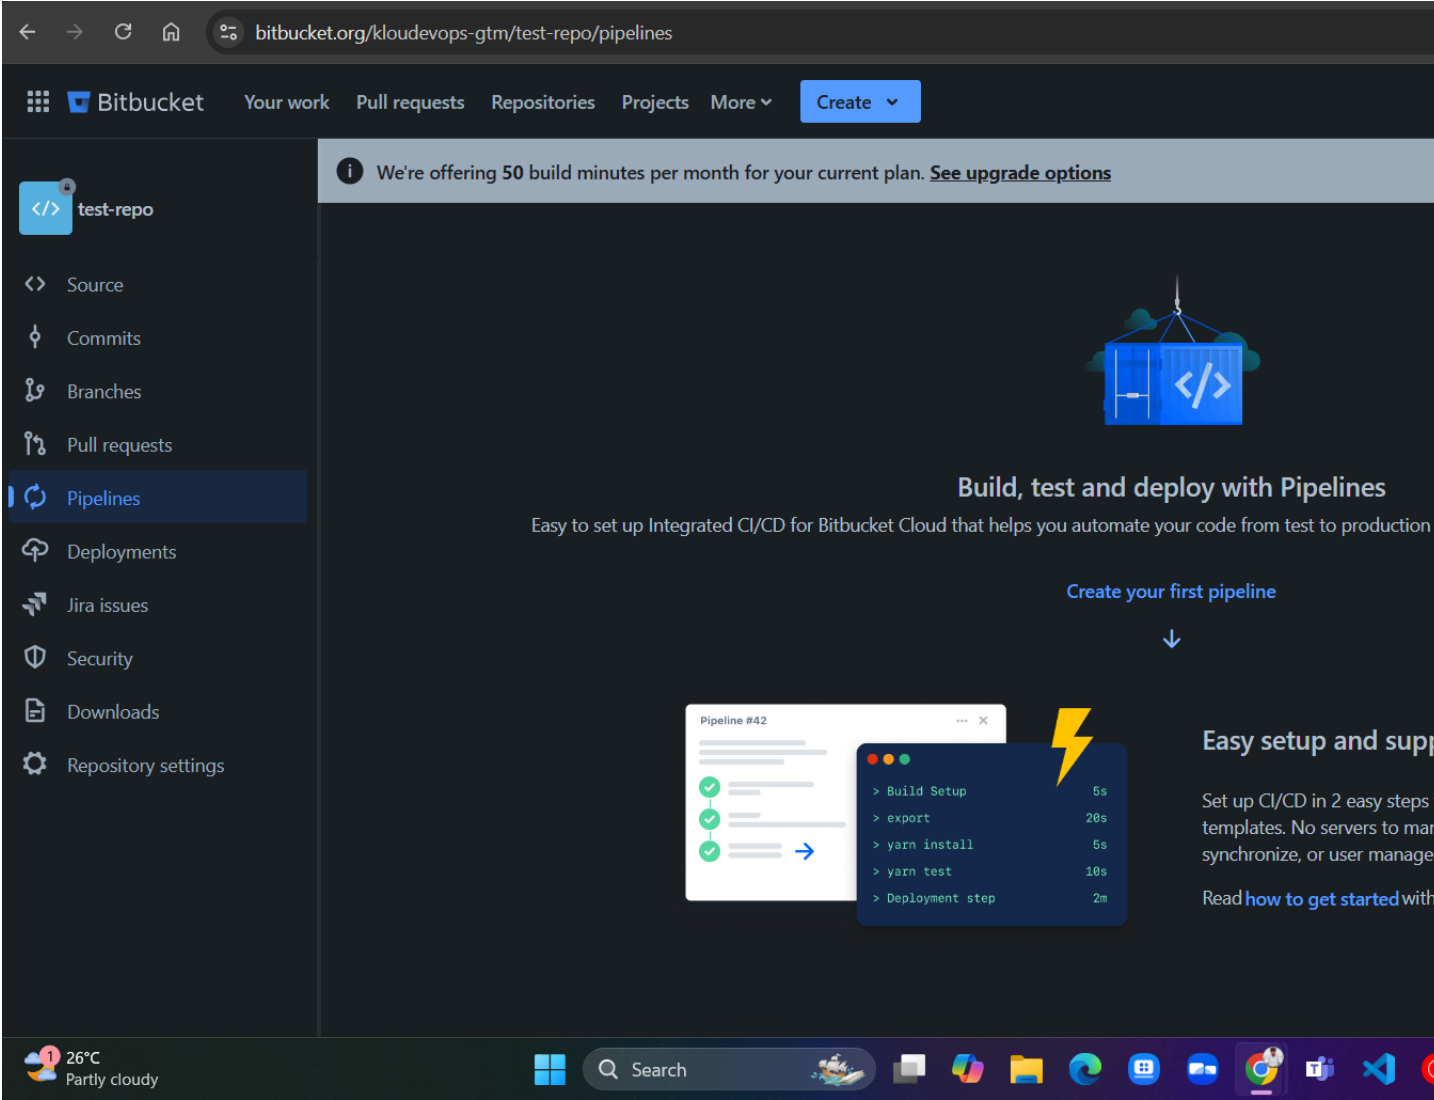 bitbucket.org/kloudevops-gtm/test-repo/pipelines
Bitbucket Your work Pull requests Repositories Projects More Create
We're offering 50 build minutes per month for your current plan. See upgrade options
</> test-repo
Source
Commits
Branches
Pull requests
Pipelines
Deployments
Jira issues
Security
Downloads
Repository settings
</>
Build, test and deploy with Pipelines
Easy to set up Integrated CI/CD for Bitbucket Cloud that helps you automate your code from test to production
Create your first pipeline
Pipeline #42
> Build Setup 5s
> export 20s
> yarn install 5s
> yarn test 10s
> Deployment step 2m
Easy setup and supp
Set up CI/CD in 2 easy steps
templates. No servers to mar
synchronize, or user manage
Read how to get started with
1
26°C
Partly cloudy
Search